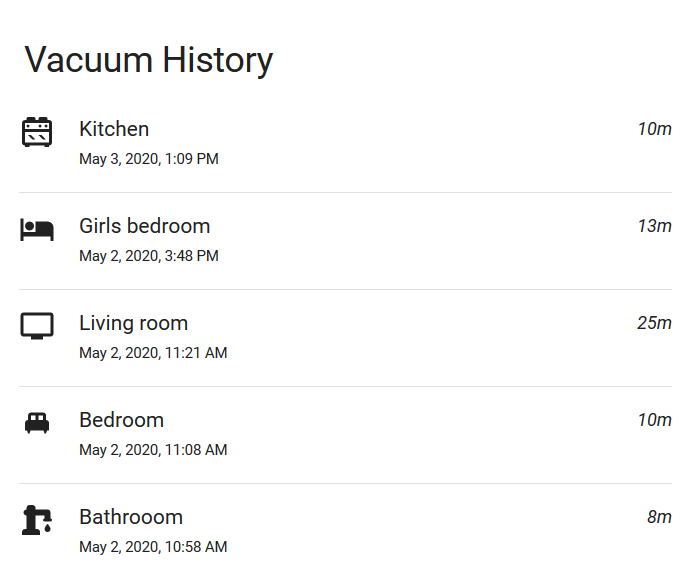 Vacuum History
Kitchen 10m
May 3, 2020, 1:09 PM
Girls bedroom 13m
May 2, 2020, 3:48 PM
Living room 25m
May 2, 2020, 11:21 AM
Bedroom 10m
May 2, 2020, 11:08 AM
Bathrooom 8m
May 2, 2020, 10:58 AM